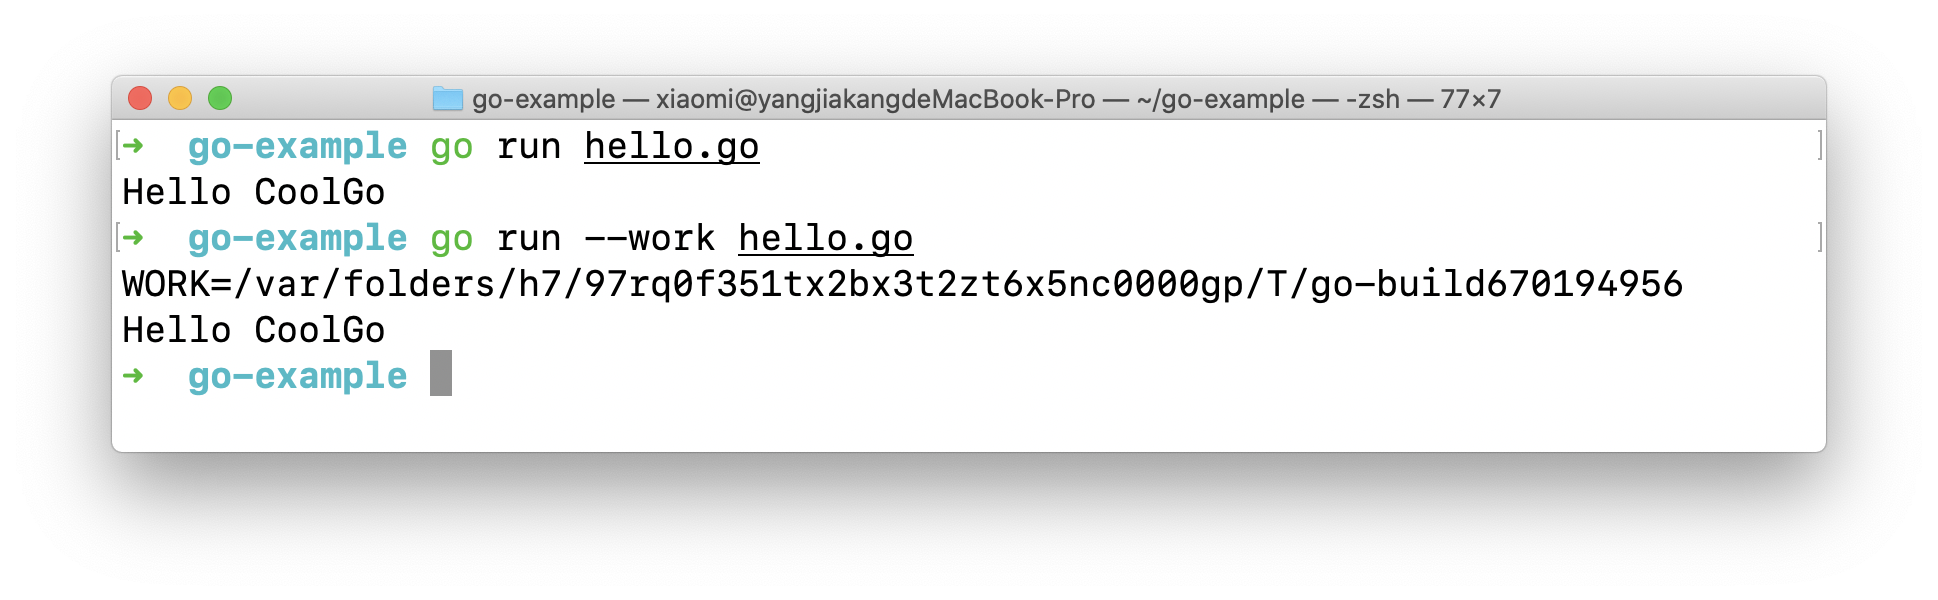 go-example — xiaomi@yangjiakangdeMacBook-Pro — ~/go-example — -zsh — 77×7
[➜  go-example go run hello.go ]
Hello CoolGo
[➜  go-example go run --work hello.go ]
WORK=/var/folders/h7/97rq0f351tx2bx3t2zt6x5nc0000gp/T/go-build670194956
Hello CoolGo
➜  go-example